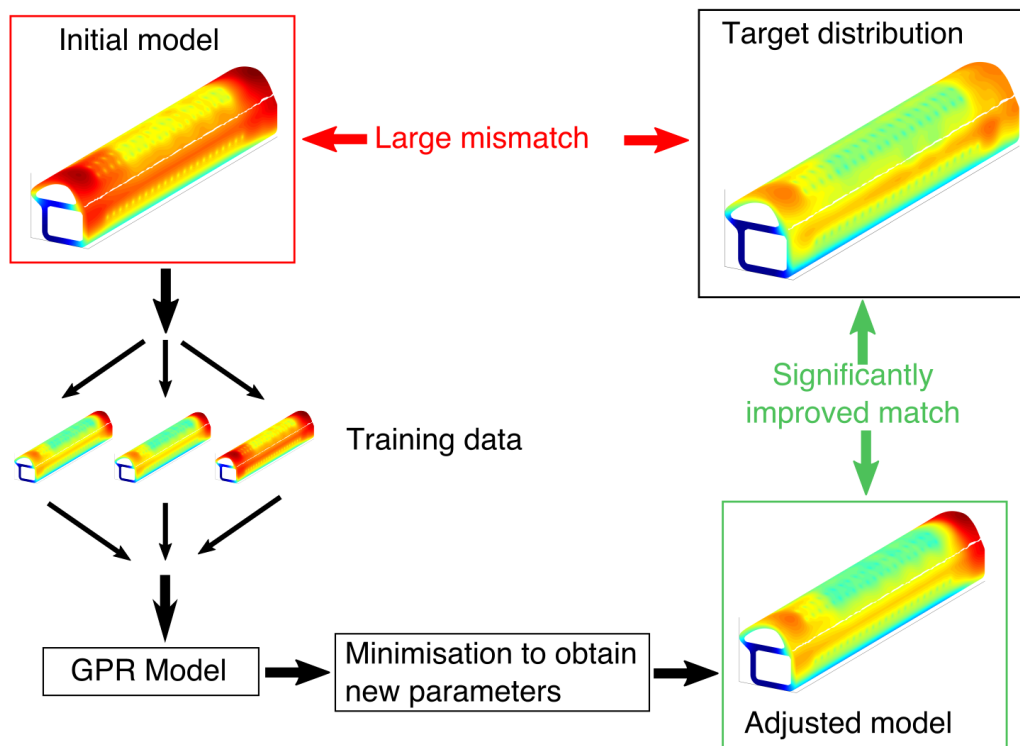 Initial model
Target distribution
Large mismatch
Significantly
improved match
Training data
GPR Model
Minimisation to obtain
new parameters
Adjusted model